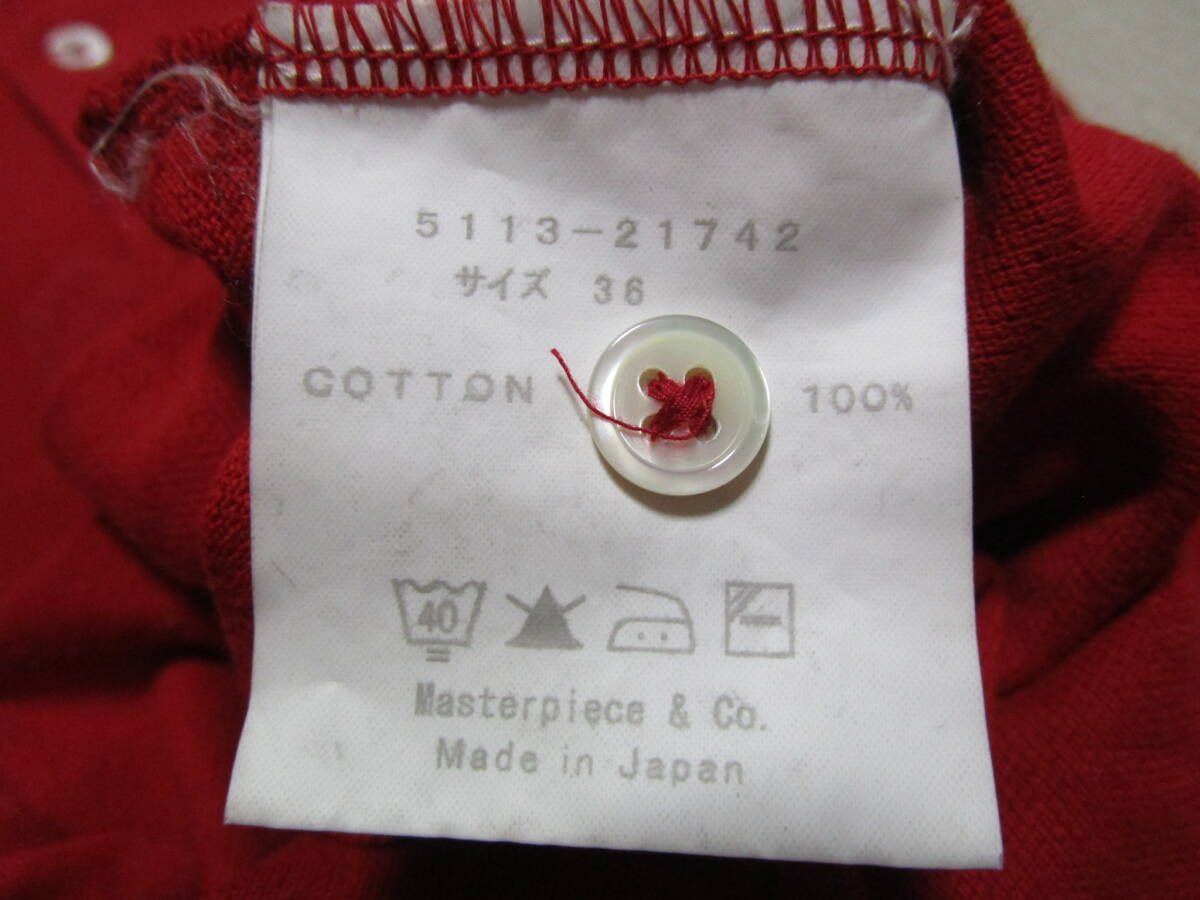 5113-21742
サイズ 36
COTTON 100%
40
Masterpiece & Co.
Made in Japan